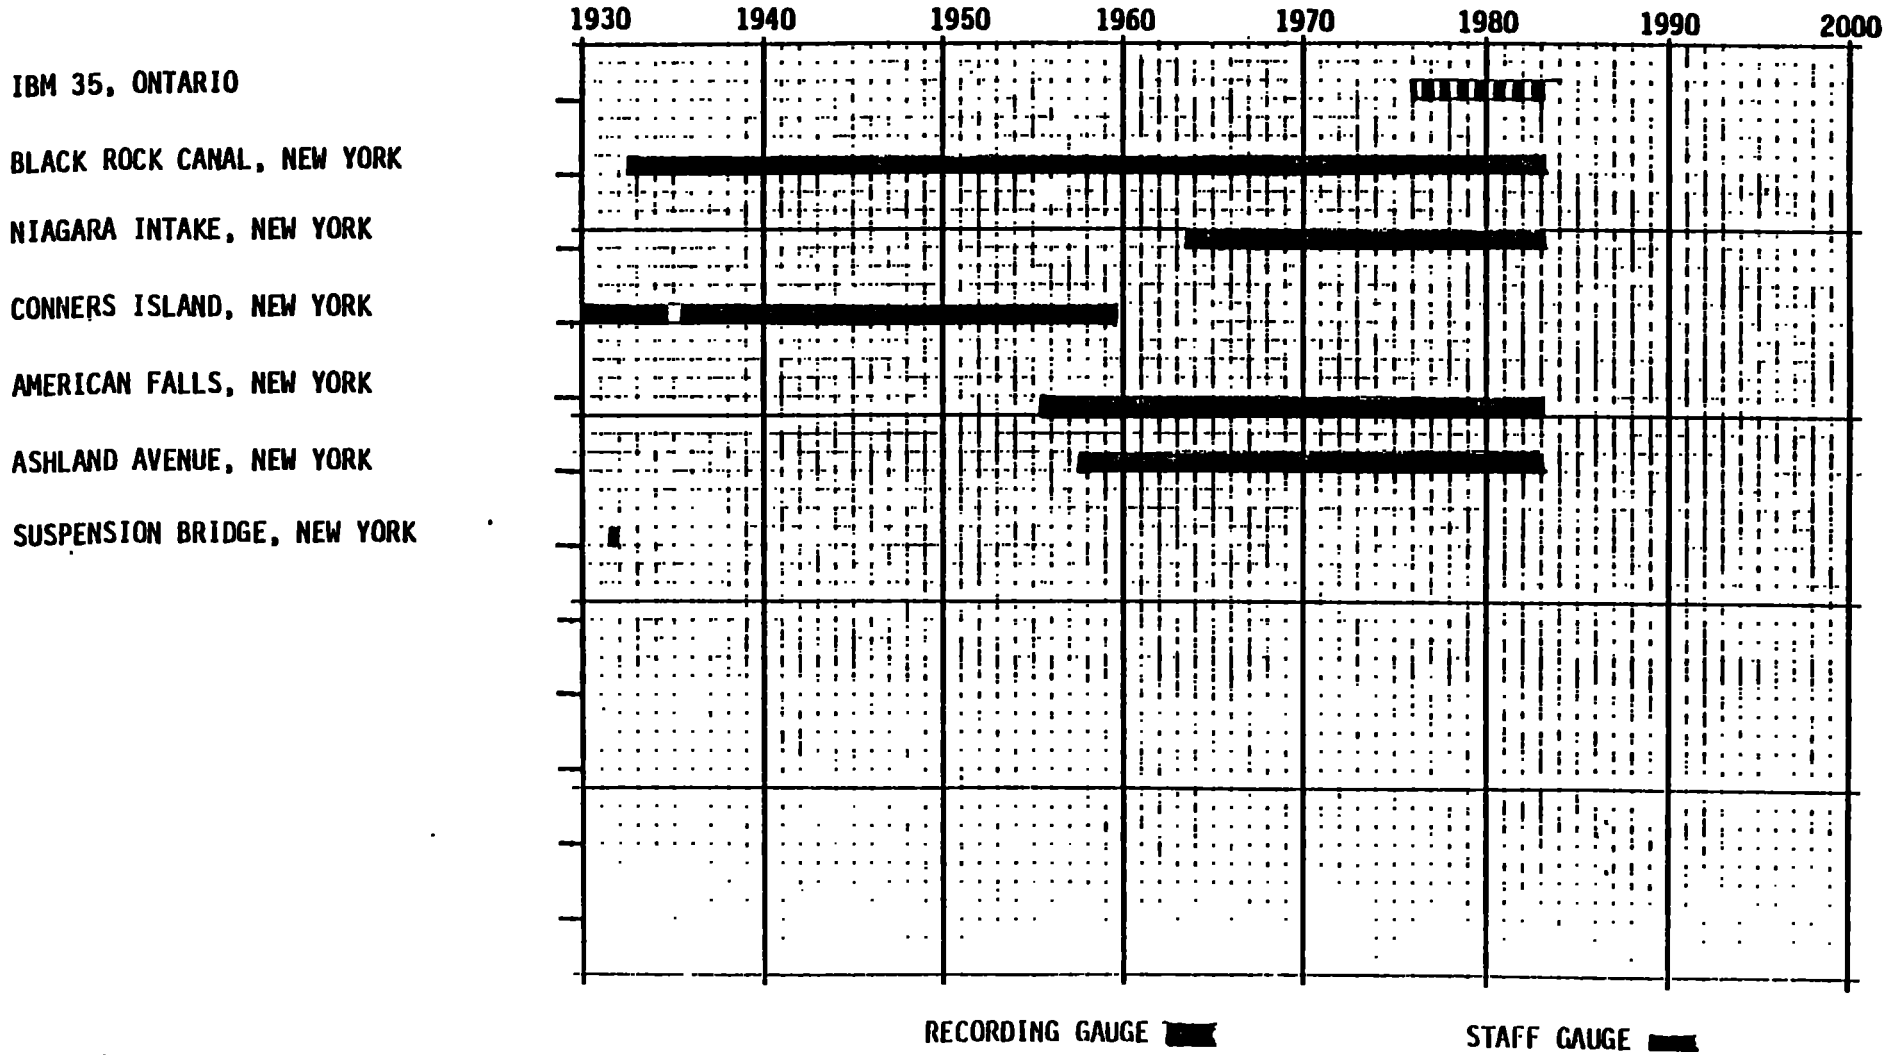 1930 1940 1950 1960 1970 1980 1990 2000
IBM 35, ONTARIO
BLACK ROCK CANAL, NEW YORK
NIAGARA INTAKE, NEW YORK
CONNERS ISLAND, NEW YORK
AMERICAN FALLS, NEW YORK
ASHLAND AVENUE, NEW YORK
SUSPENSION BRIDGE, NEW YORK
RECORDING GAUGE STAFF GAUGE